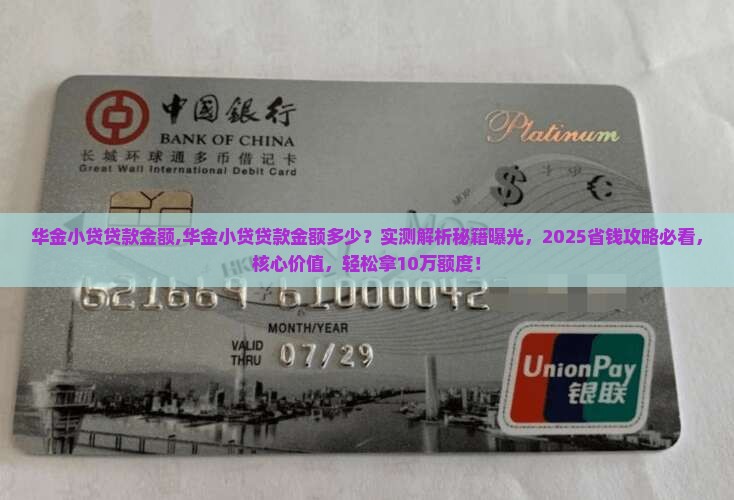 中国银行
BANK OF CHINA
长城环球通多币借记卡
Great Wall International Debit Card
Platinum
$ €
华金小贷贷款金额,华金小贷贷款金额多少？实测解析秘籍曝光，2025省钱攻略必看，
核心价值，轻松拿10万额度！
MONTH/YEAR
VALID
THRU
07/29
UnionPay
银联